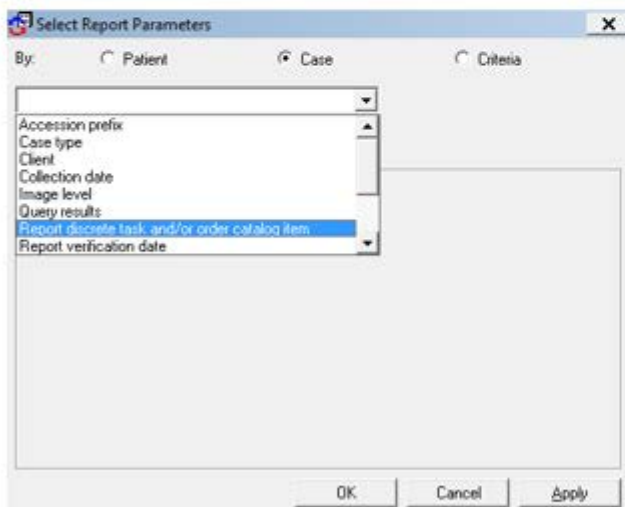 Select Report Parameters
By: Patient Case Criteria
Accession prefix
Case type
Client
Collection date
Image level
Query results
Report discrete task and/or order catalog item
Report verification date
OK Cancel Apply